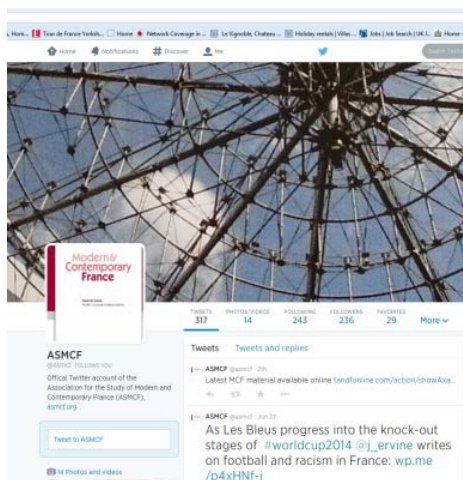 Tour de France Yorksh... Home Network Coverage in ... Le Vignoble, Chateau ... Holiday rentals | Villas ... Jobs | Job Search | UK J... Home
Home Notifications # Discover Me
Modern &
Contemporary
France
TWEETS PHOTOS/VIDEOS FOLLOWING FOLLOWERS FAVORITES
317 14 243 236 29 More
ASMCF
FOLLOWS YOU
Offical Twitter account of the
Association for the Study of Modern and
Contemporary France (ASMCF),
asmcf.org
Tweet to ASMCF
14 Photos and videos
Tweets Tweets and replies
ASMCF @asmcf · 21h
Latest MCF material available online tandfonline.com/action/showAxa...
ASMCF @asmcf · Jun 27
As Les Bleus progress into the knock-out
stages of #worldcup2014 @j_ervine writes
on football and racism in France: wp.me
/p4xHNf-j